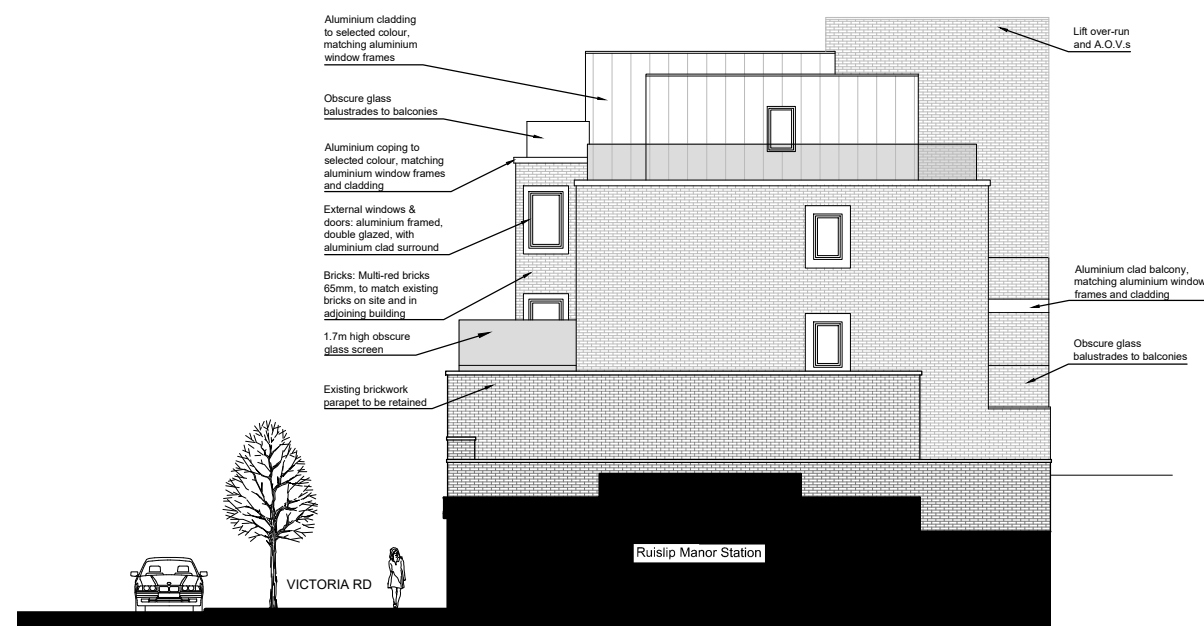 Aluminium cladding
to selected colour,
matching aluminium
window frames
Obscure glass
balustrades to balconies
Aluminium coping to
selected colour, matching
aluminium window frames
and cladding
External windows &
doors: aluminium framed,
double glazed, with
aluminium clad surround
Bricks: Multi-red bricks
65mm, to match existing
bricks on site and in
adjoining building
1.7m high obscure
glass screen
Existing brickwork
parapet to be retained
Lift over-run
and A.O.V.s
Aluminium clad balcony,
matching aluminium window
frames and cladding
Obscure glass
balustrades to balconies
Ruislip Manor Station
VICTORIA RD